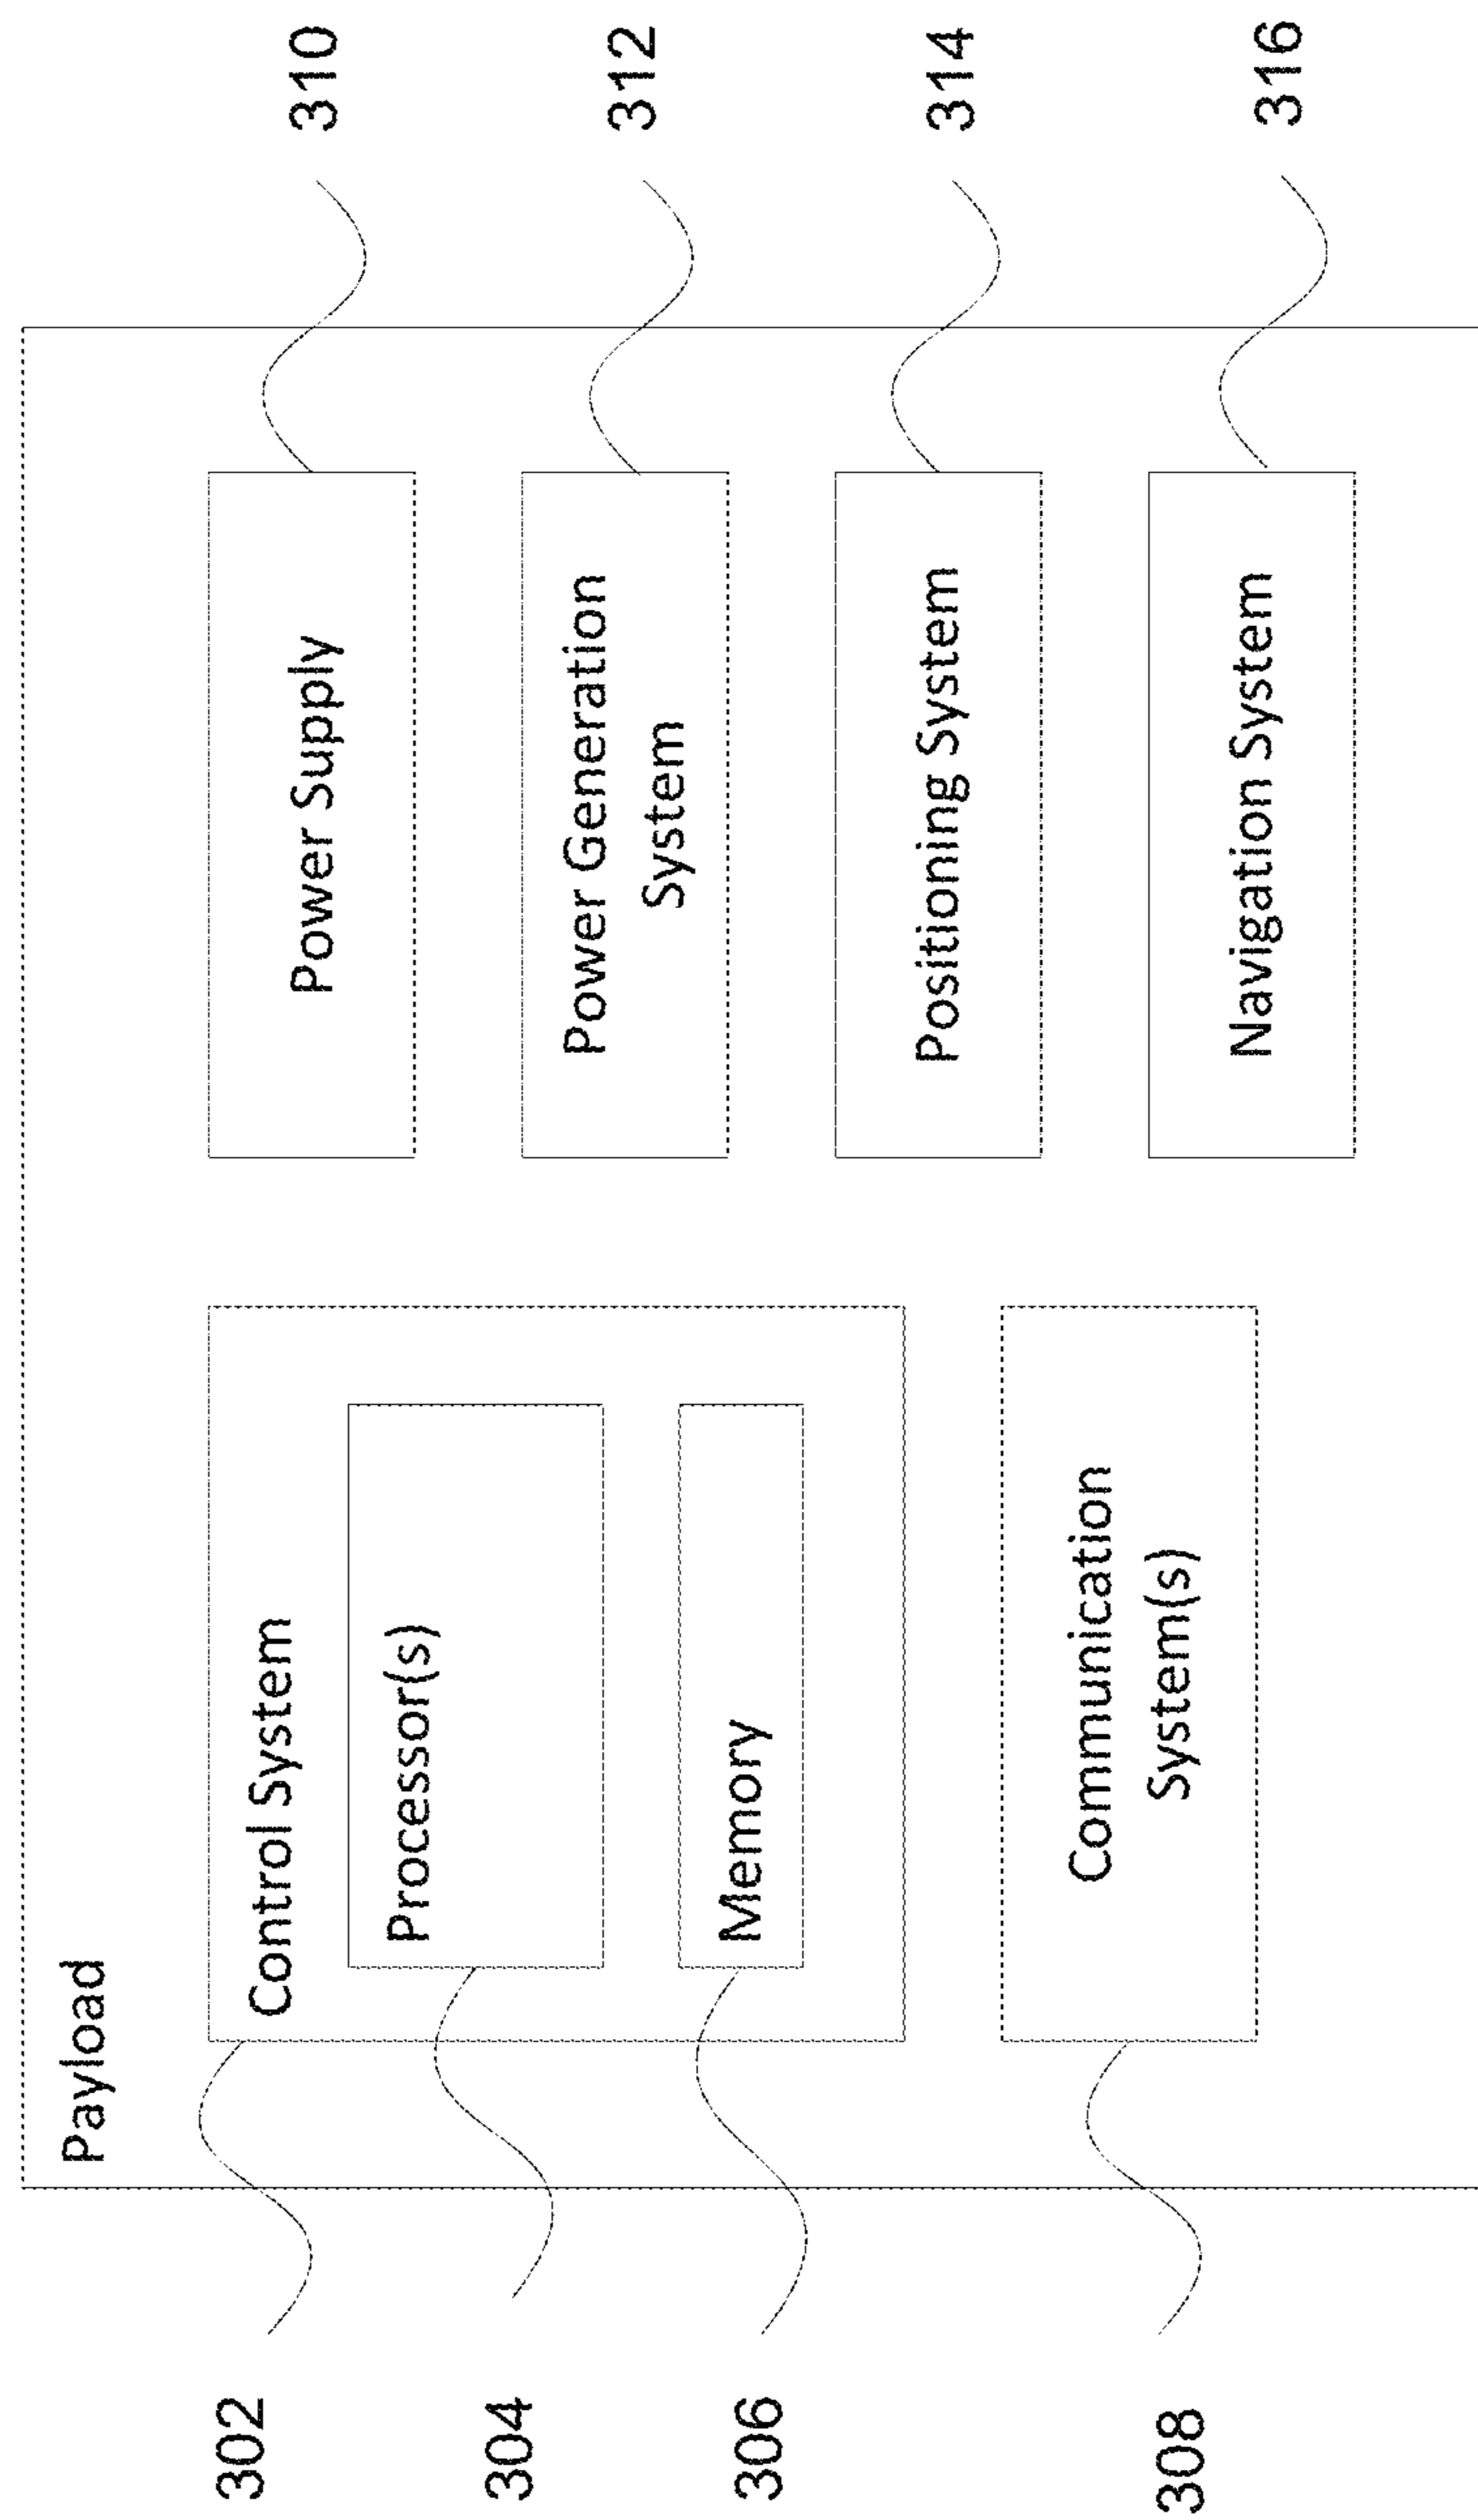 Payload
302
Control System
304
Processor(s)
306
Memory
308
Communication
System(s)
310
Power Supply
312
Power Generation
System
314
Positioning System
316
Navigation System